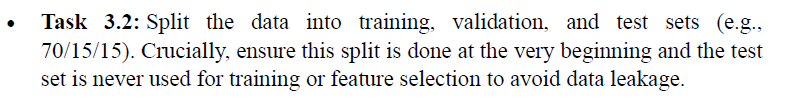 • Task 3.2: Split the data into training, validation, and test sets (e.g.,
70/15/15). Crucially, ensure this split is done at the very beginning and the test
set is never used for training or feature selection to avoid data leakage.